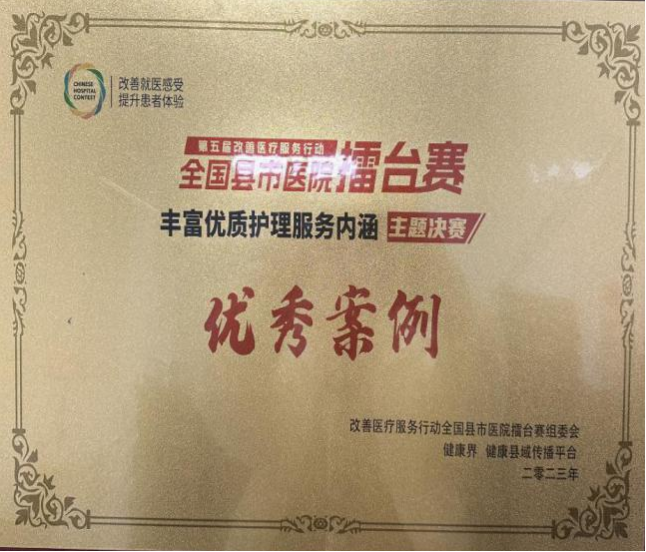 CHINESE
HOSPITAL
CONTEST
改善就医感受
提升患者体验
第五届改善医疗服务行动
全国县市医院擂台赛
丰富优质护理服务内涵 主题决赛
优秀案例
改善医疗服务行动全国县市医院擂台赛组委会
健康界 健康县域传播平台
二零二三年